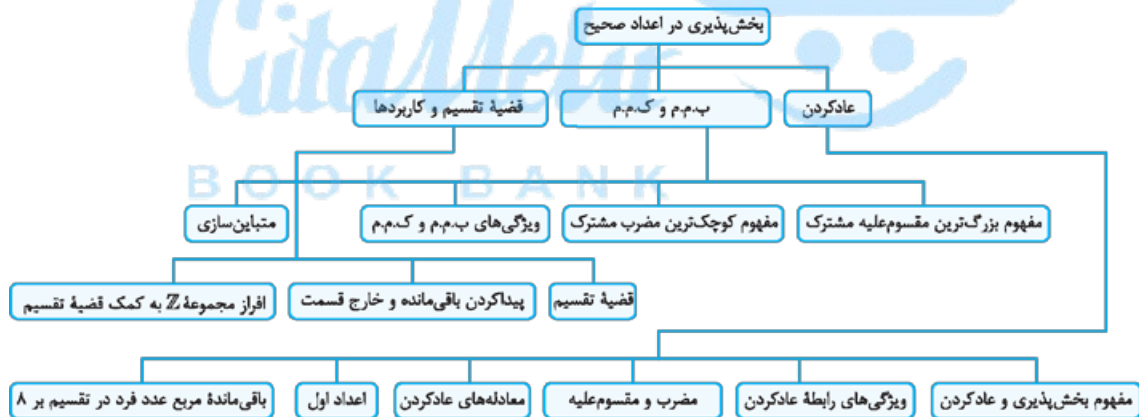 بخش‌پذیری در اعداد صحیح
عادکردن
ب.م.م و ک.م.م
قضیهٔ تقسیم و کاربردها
GitaMehr
BOOK BANK
مفهوم بزرگ‌ترین مقسوم‌علیه مشترک
مفهوم کوچک‌ترین مضرب مشترک
ویژگی‌های ب.م.م و ک.م.م
متباین‌سازی
قضیهٔ تقسیم
پیداکردن باقی‌مانده و خارج قسمت
افراز مجموعهٔ ℤ به کمک قضیهٔ تقسیم
مفهوم بخش‌پذیری و عادکردن
ویژگی‌های رابطهٔ عادکردن
مضرب و مقسوم‌علیه
معادله‌های عادکردن
اعداد اول
باقی‌ماندهٔ مربع عدد فرد در تقسیم بر ۸